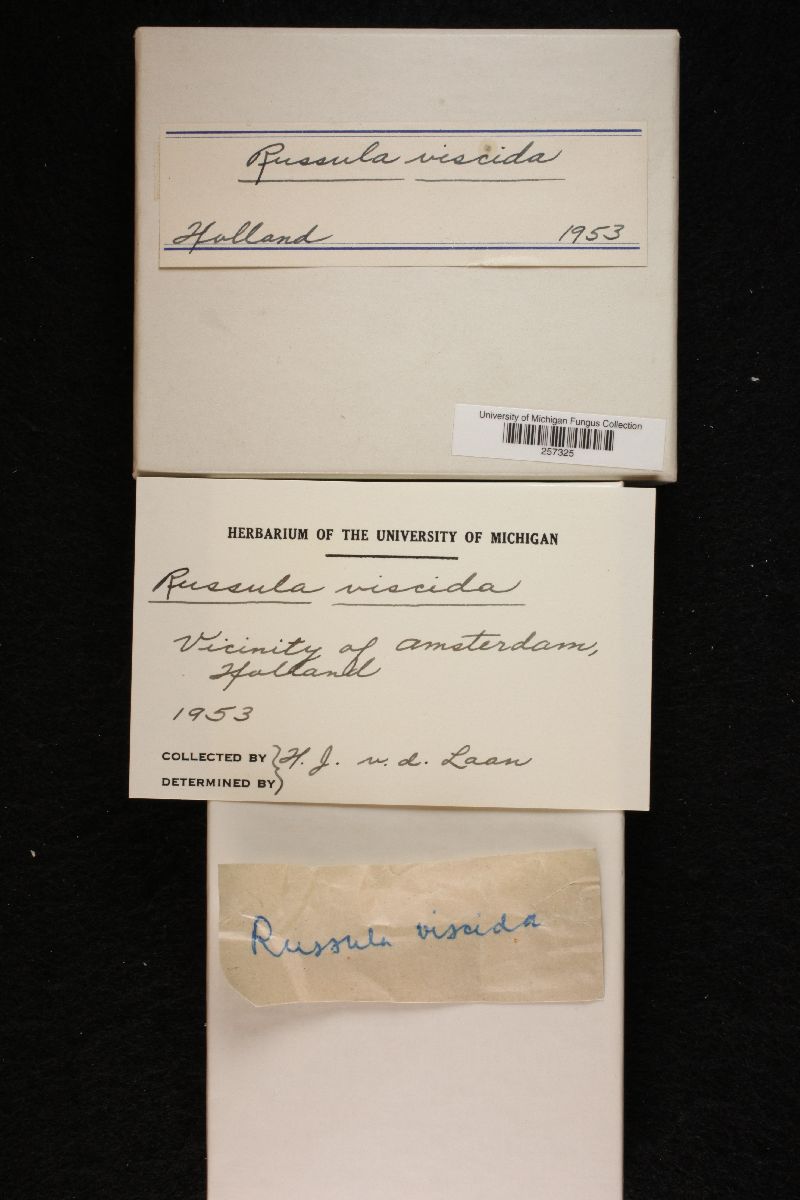 Russula viscida
Holland 1953
University of Michigan Fungus Collection
257325
HERBARIUM OF THE UNIVERSITY OF MICHIGAN
Russula viscida
Vicinity of Amsterdam,
Holland
1953
COLLECTED BY } H. J. v. d. Laan
DETERMINED BY
Russula viscida